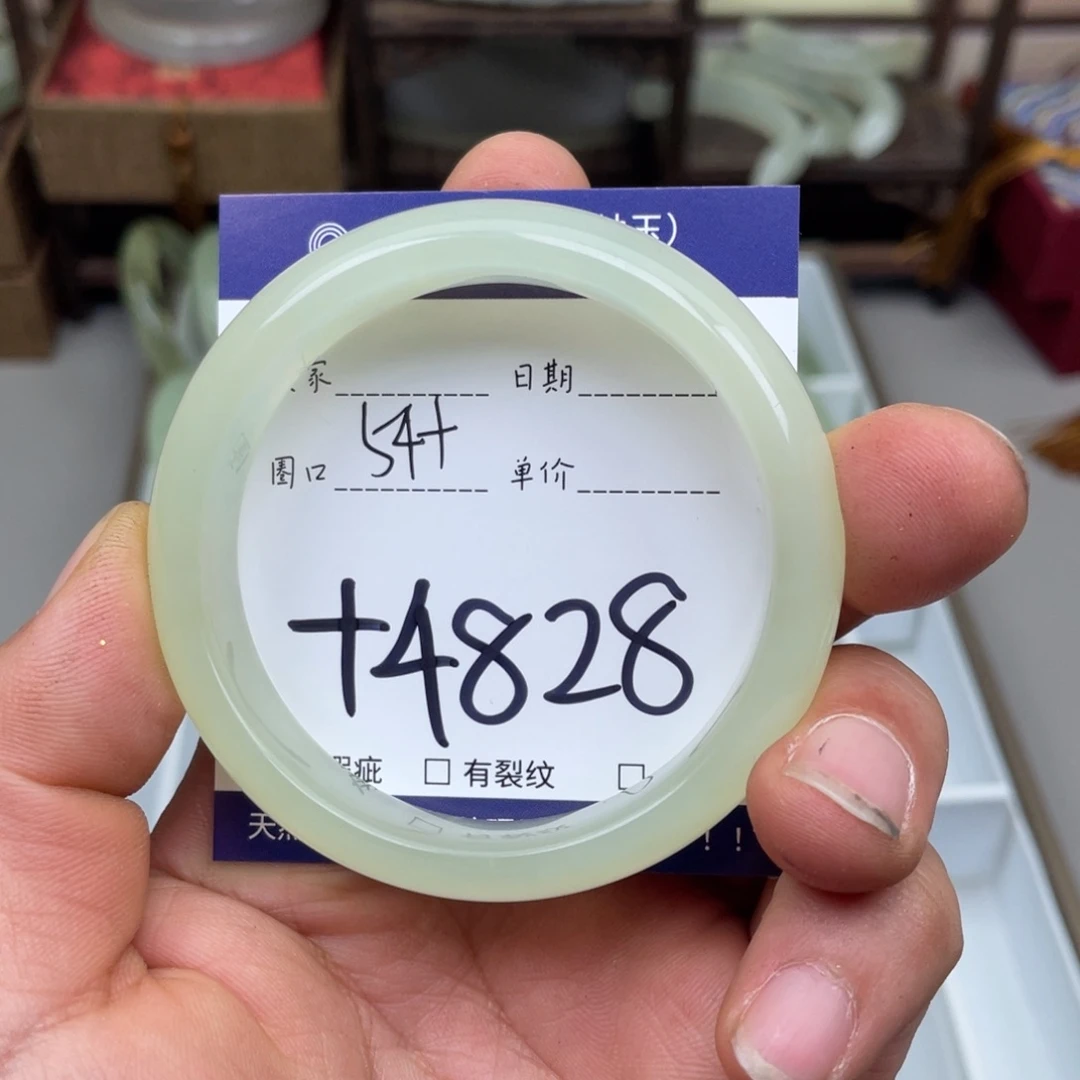 玉）
家 日期
圈口 54+ 单价
+4828
瑕疵 □ 有裂纹 □
天然 ！！